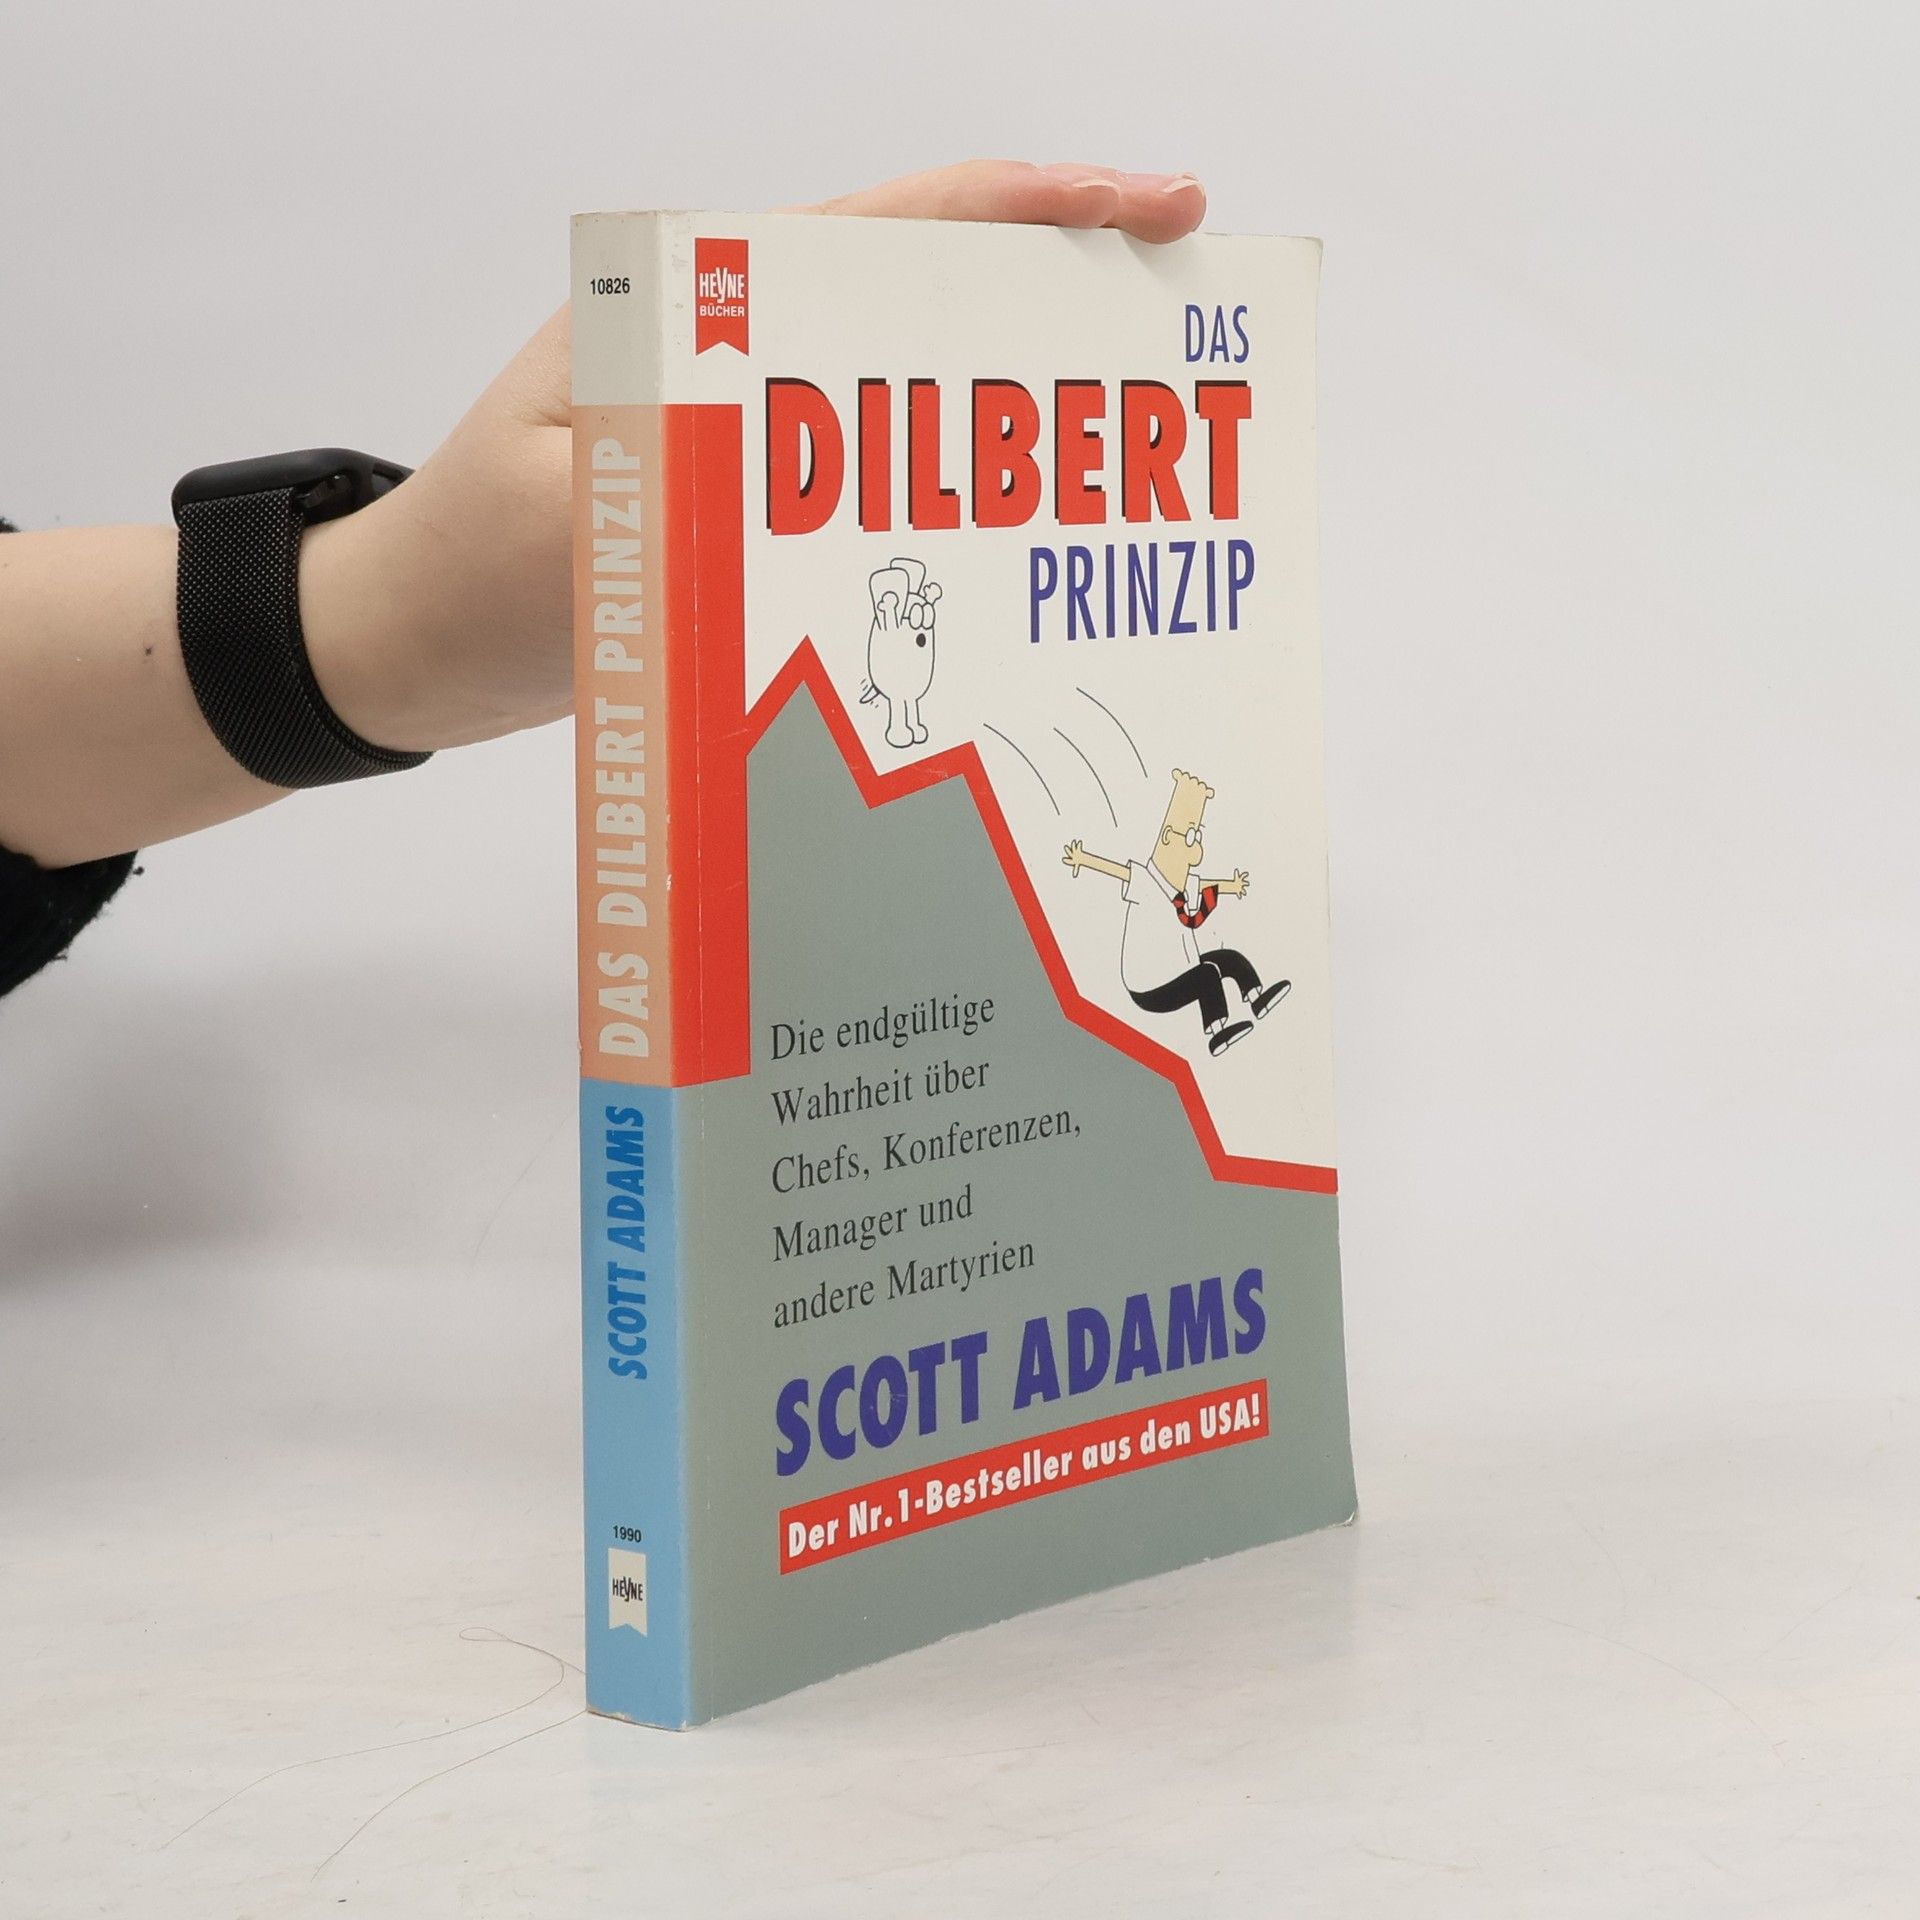 10826
DAS DILBERT PRINZIP
SCOTT ADAMS
1990
HEYNE
HEYNE
BÜCHER
DAS
DILBERT
PRINZIP
Die endgültige
Wahrheit über
Chefs, Konferenzen,
Manager und
andere Martyrien
SCOTT ADAMS
Der Nr.1-Bestseller aus den USA!